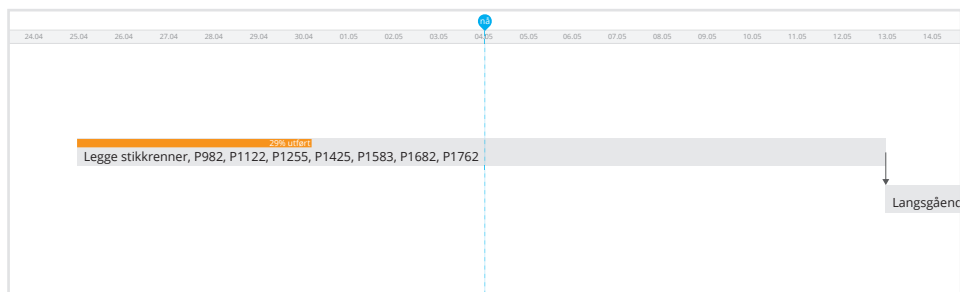 nå
24.04 25.04 26.04 27.04 28.04 29.04 30.04 01.05 02.05 03.05 04.05 05.05 06.05 07.05 08.05 09.05 10.05 11.05 12.05 13.05 14.05
29% utført
Legge stikkrenner, P982, P1122, P1255, P1425, P1583, P1682, P1762
Langsgåend